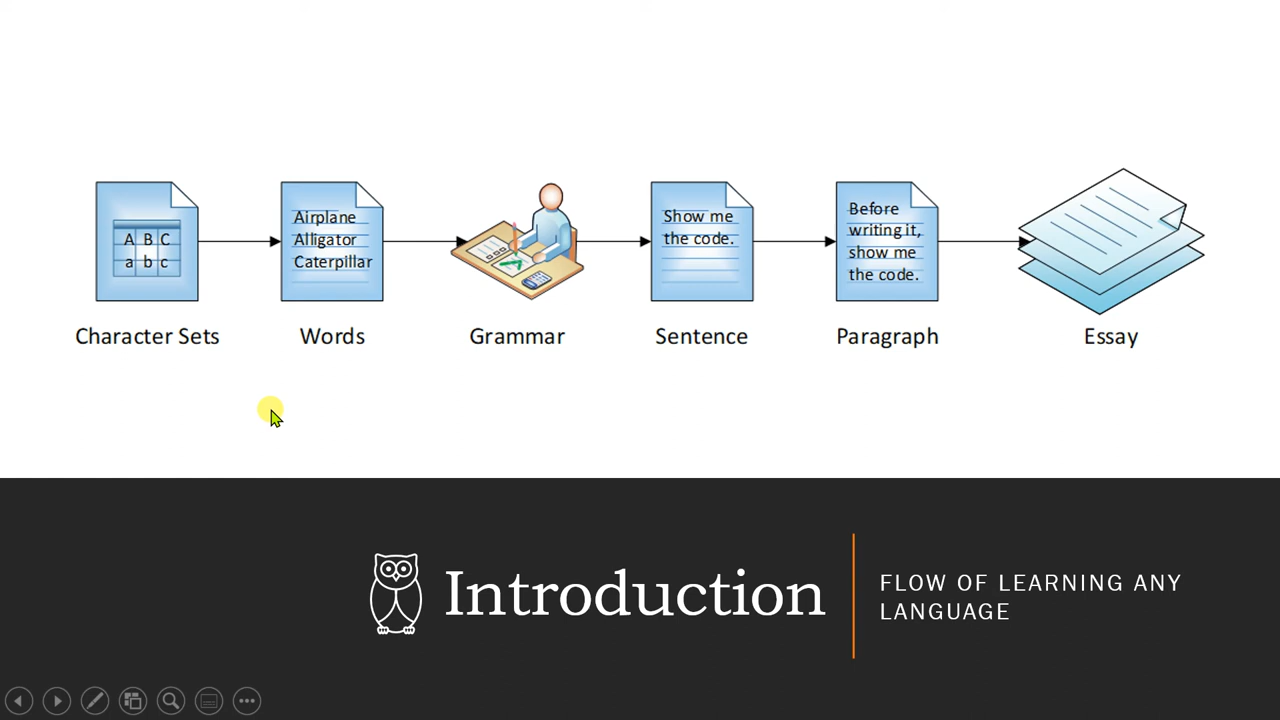 A B C
a b c
Airplane
Alligator
Caterpillar
Show me
the code.
Before
writing it,
show me
the code.
Character Sets
Words
Grammar
Sentence
Paragraph
Essay
Introduction
FLOW OF LEARNING ANY
LANGUAGE